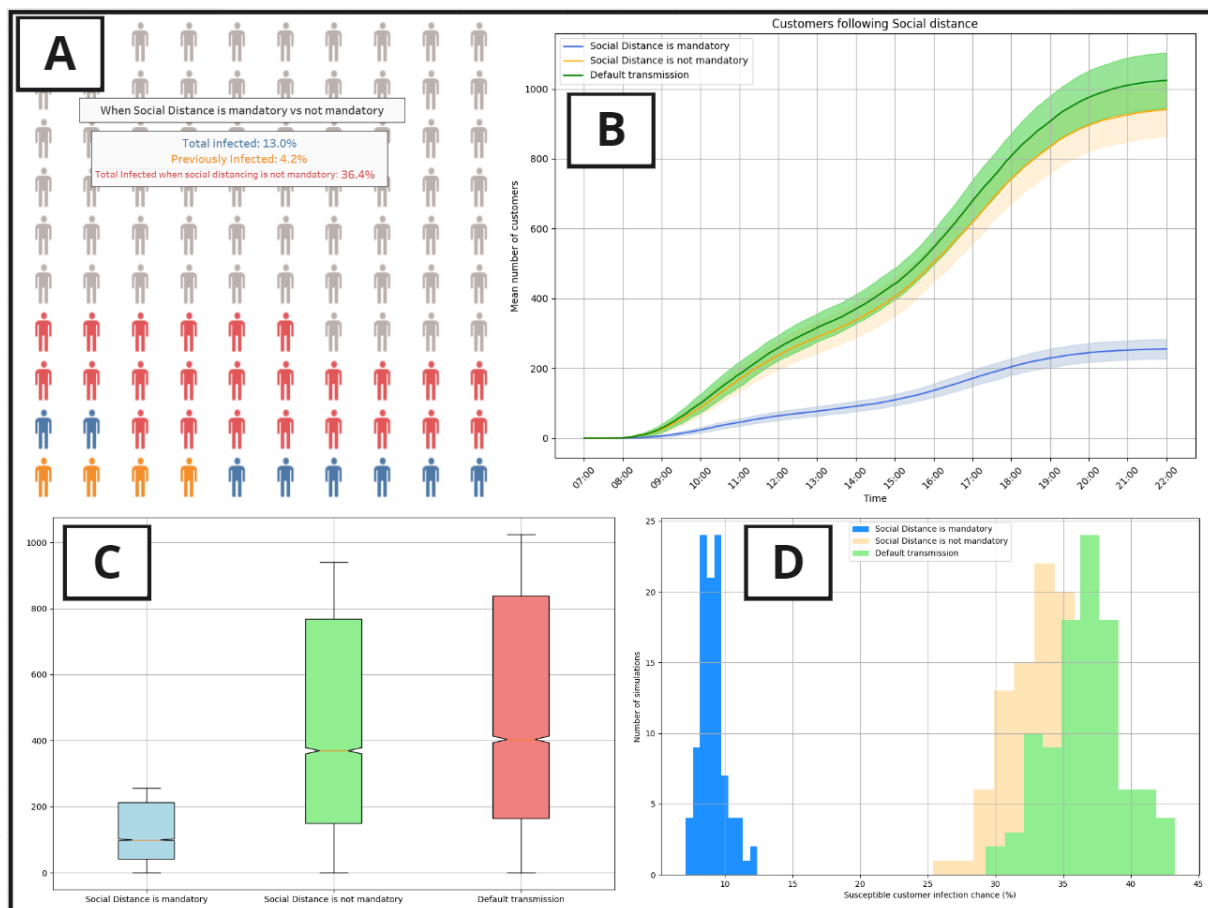 A
When Social Distance is mandatory vs not mandatory
Total infected: 13.0%
Previously Infected: 4.2%
Total Infected when social distancing is not mandatory: 36.4%
Customers following Social distance
Social Distance is mandatory
Social Distance is not mandatory
Default transmission
B
Mean number of customers
1000
800
600
400
200
0
07:00
08:00
09:00
10:00
11:00
12:00
13:00
14:00
15:00
16:00
17:00
18:00
19:00
20:00
21:00
22:00
Time
C
1000
800
600
400
200
0
Social Distance is mandatory
Social Distance is not mandatory
Default transmission
D
Social Distance is mandatory
Social Distance is not mandatory
Default transmission
Number of simulations
25
20
15
10
5
0
10
15
20
25
30
35
40
45
Susceptible customer infection chance (%)